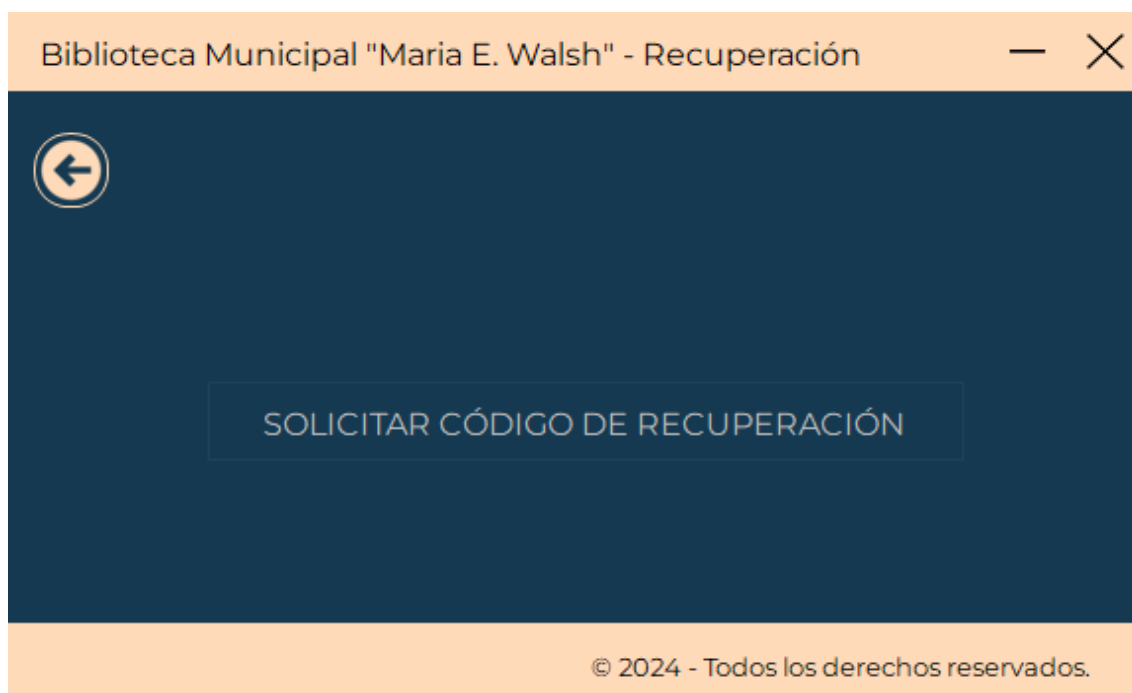 Biblioteca Municipal "Maria E. Walsh" - Recuperación
SOLICITAR CÓDIGO DE RECUPERACIÓN
© 2024 - Todos los derechos reservados.